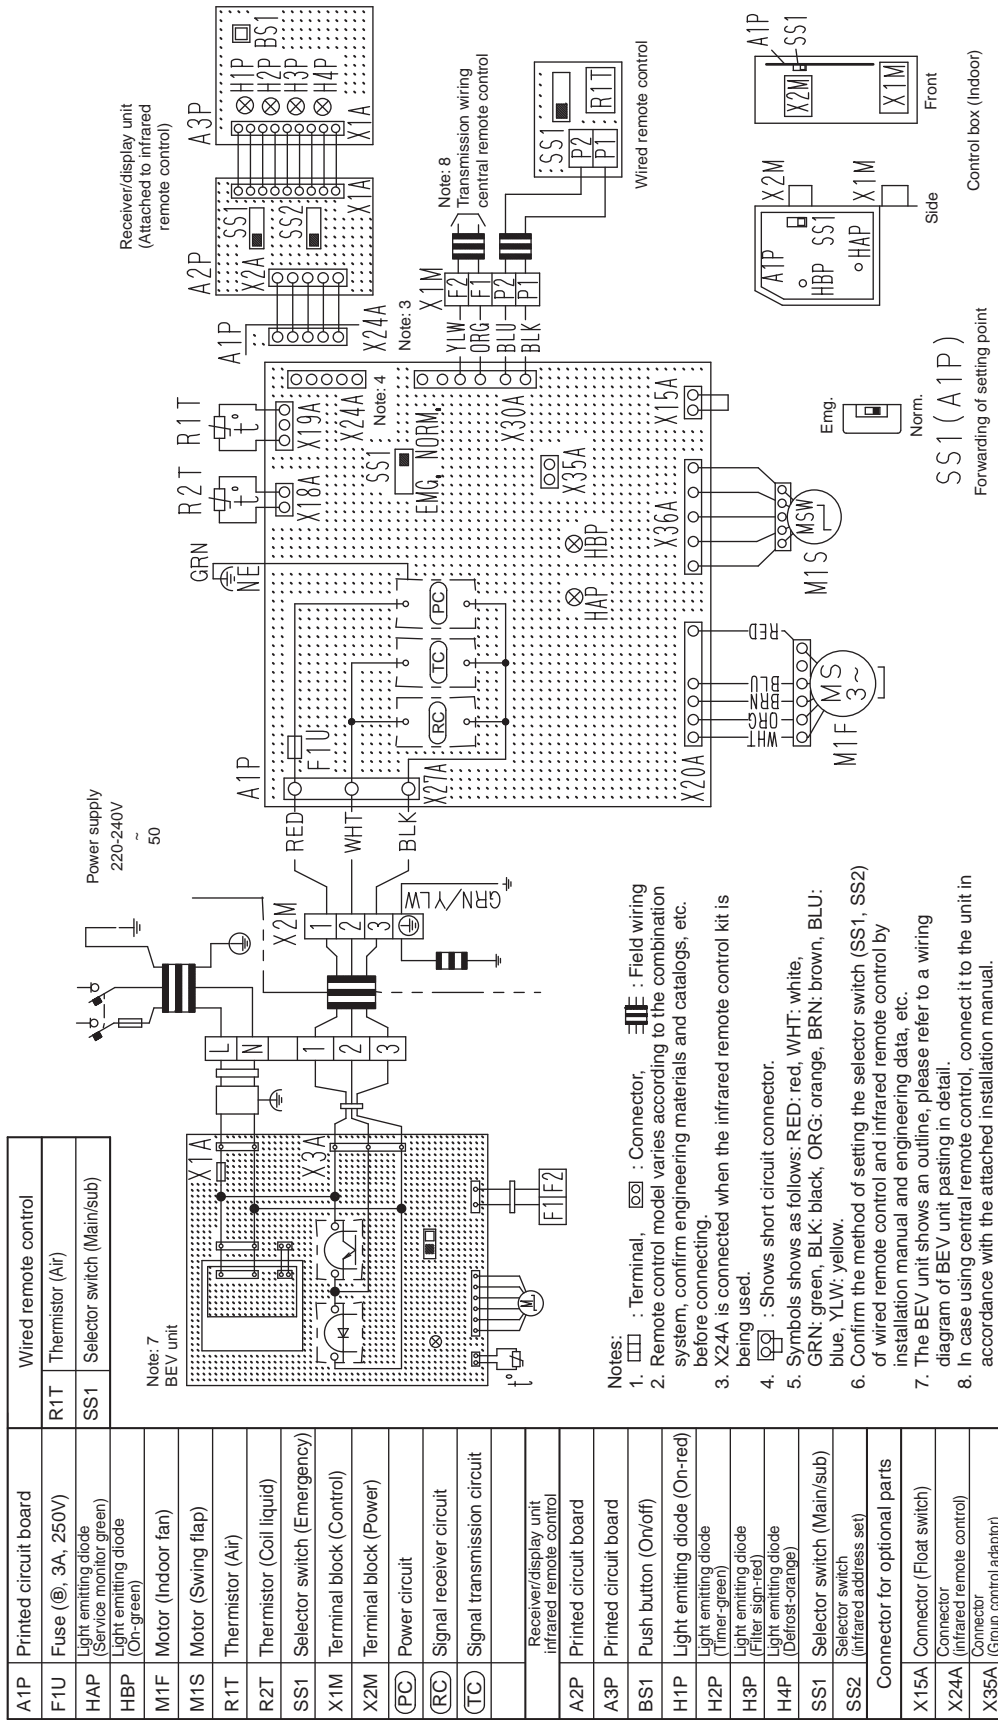 A1P Printed circuit board
F1U Fuse (Ⓑ, 3A, 250V)
HAP Light emitting diode
(Service monitor green)
HBP Light emitting diode
(On-green)
M1F Motor (Indoor fan)
M1S Motor (Swing flap)
R1T Thermistor (Air)
R2T Thermistor (Coil liquid)
SS1 Selector switch (Emergency)
X1M Terminal block (Control)
X2M Terminal block (Power)
PC Power circuit
RC Signal receiver circuit
TC Signal transmission circuit
Receiver/display unit
infrared remote control
A2P Printed circuit board
A3P Printed circuit board
BS1 Push button (On/off)
H1P Light emitting diode (On-red)
H2P Light emitting diode
(Timer-green)
H3P Light emitting diode
(Filter sign-red)
H4P Light emitting diode
(Defrost-orange)
SS1 Selector switch (Main/sub)
SS2 Selector switch
(infrared address set)
Connector for optional parts
X15A Connector (Float switch)
X24A Connector
(infrared remote control)
X35A Connector
(Group control adaptor)
Wired remote control
R1T Thermistor (Air)
SS1 Selector switch (Main/sub)
Note: 7
BEV unit
X1A
X3A
t°
M
F1 F2
L
N
1
2
3
Power supply
220-240V
~
50
X2M
1
2
3
GRN/YLW
RED
WHT
BLK
A1P
F1U
X27A
RC
TC
PC
GRN
NE
R2T
t°
X18A
R1T
t°
X19A
X24A
Note: 4
SS1
EMG. NORM.
X30A
X35A
HAP
HBP
X20A
X36A
X15A
WHT
ORG
BRN
BLU
RED
MS
3~
M1F
MSW
M1S
A1P
X24A
Note: 3
A2P
X2A
SS1
SS2
X1A
A3P
BS1
H1P
H2P
H3P
H4P
X1A
Receiver/display unit
(Attached to infrared
remote control)
X1M
YLW F2
ORG F1
BLU P2
BLK P1
Note: 8
Transmission wiring
central remote control
SS1
P2
P1
R1T
Wired remote control
Emg.
Norm.
SS1(A1P)
Forwarding of setting point
A1P
HBP
SS1
HAP
X2M
X1M
Side
A1P
SS1
X2M
X1M
Front
Control box (Indoor)
Notes:
1. : Terminal, : Connector, : Field wiring
2. Remote control model varies according to the combination
system, confirm engineering materials and catalogs, etc.
before connecting.
3. X24A is connected when the infrared remote control kit is
being used.
4. : Shows short circuit connector.
5. Symbols shows as follows: RED: red, WHT: white,
GRN: green, BLK: black, ORG: orange, BRN: brown, BLU:
blue, YLW: yellow.
6. Confirm the method of setting the selector switch (SS1, SS2)
of wired remote control and infrared remote control by
installation manual and engineering data, etc.
7. The BEV unit shows an outline, please refer to a wiring
diagram of BEV unit pasting in detail.
8. In case using central remote control, connect it to the unit in
accordance with the attached installation manual.